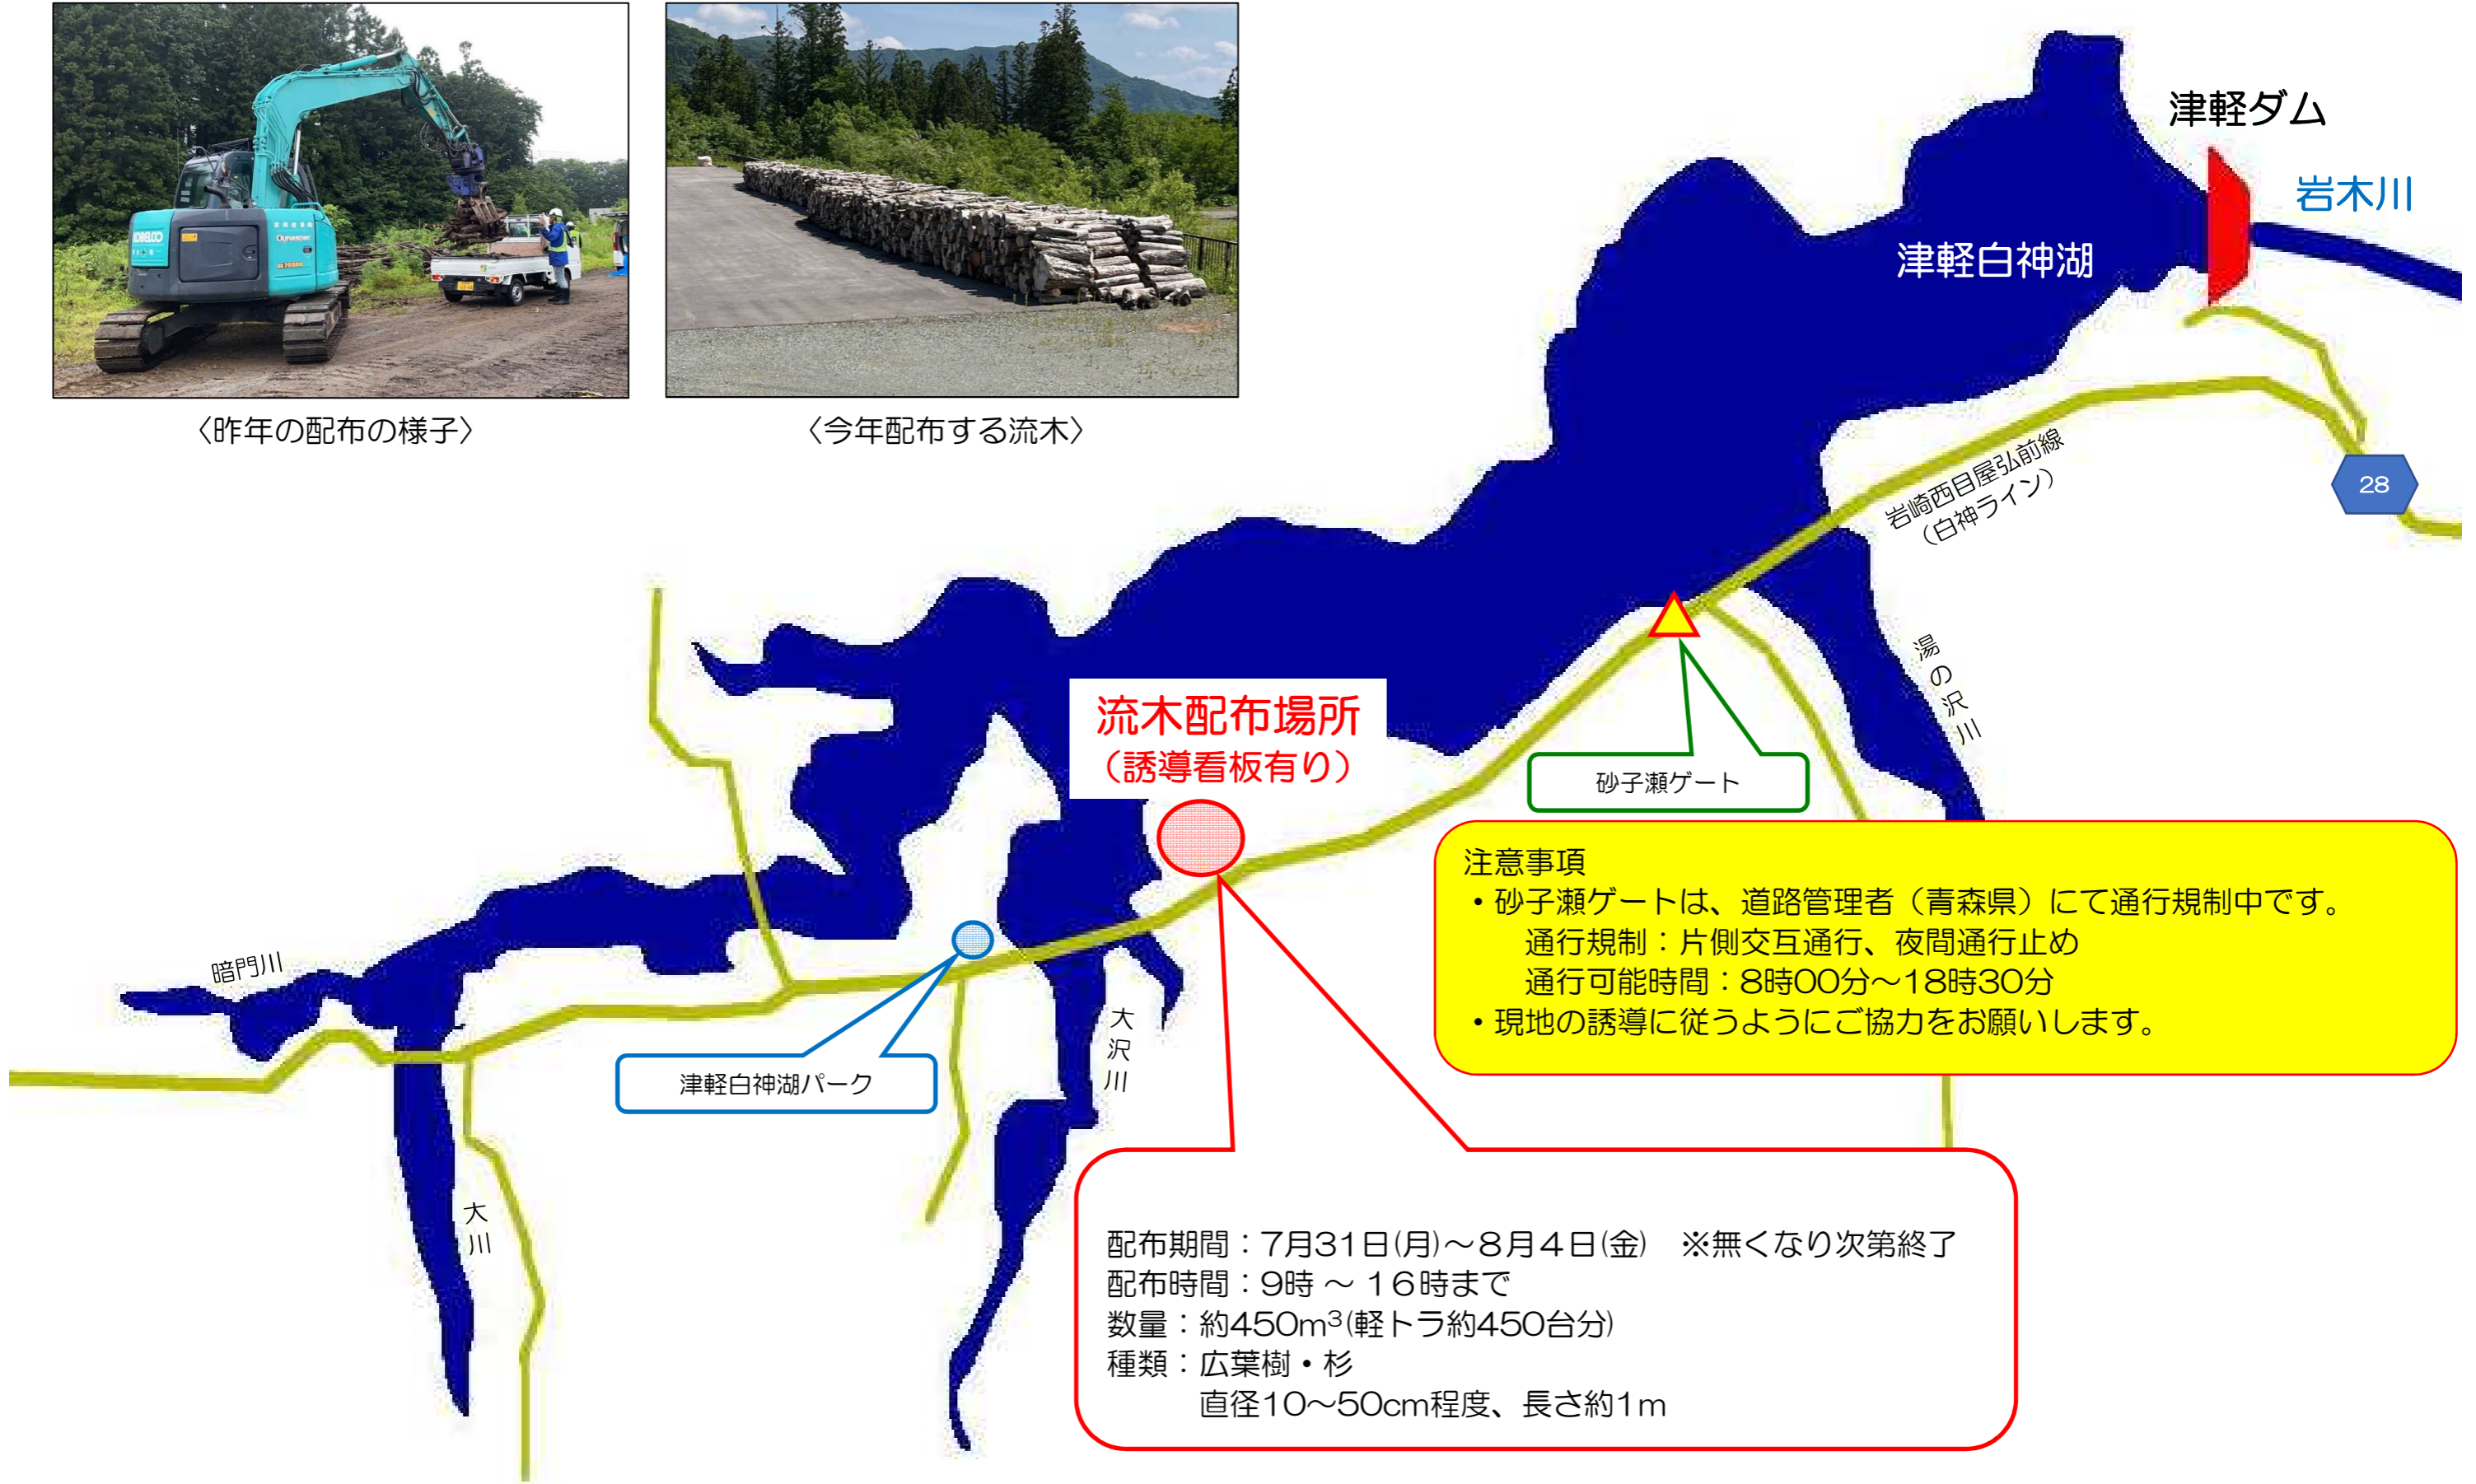 〈昨年の配布の様子〉
〈今年配布する流木〉
KOBELCO
Dynaspec
津軽ダム
岩木川
津軽白神湖
岩崎西目屋弘前線
（白神ライン）
28
湯の沢川
流木配布場所
（誘導看板有り）
砂子瀬ゲート
注意事項
・砂子瀬ゲートは、道路管理者（青森県）にて通行規制中です。
通行規制：片側交互通行、夜間通行止め
通行可能時間：8時00分～18時30分
・現地の誘導に従うようにご協力をお願いします。
暗門川
津軽白神湖パーク
大沢川
大川
配布期間：7月31日(月)～8月4日(金)　※無くなり次第終了
配布時間：9時 ～ 16時まで
数量：約450m³(軽トラ約450台分)
種類：広葉樹・杉
直径10～50cm程度、長さ約1m